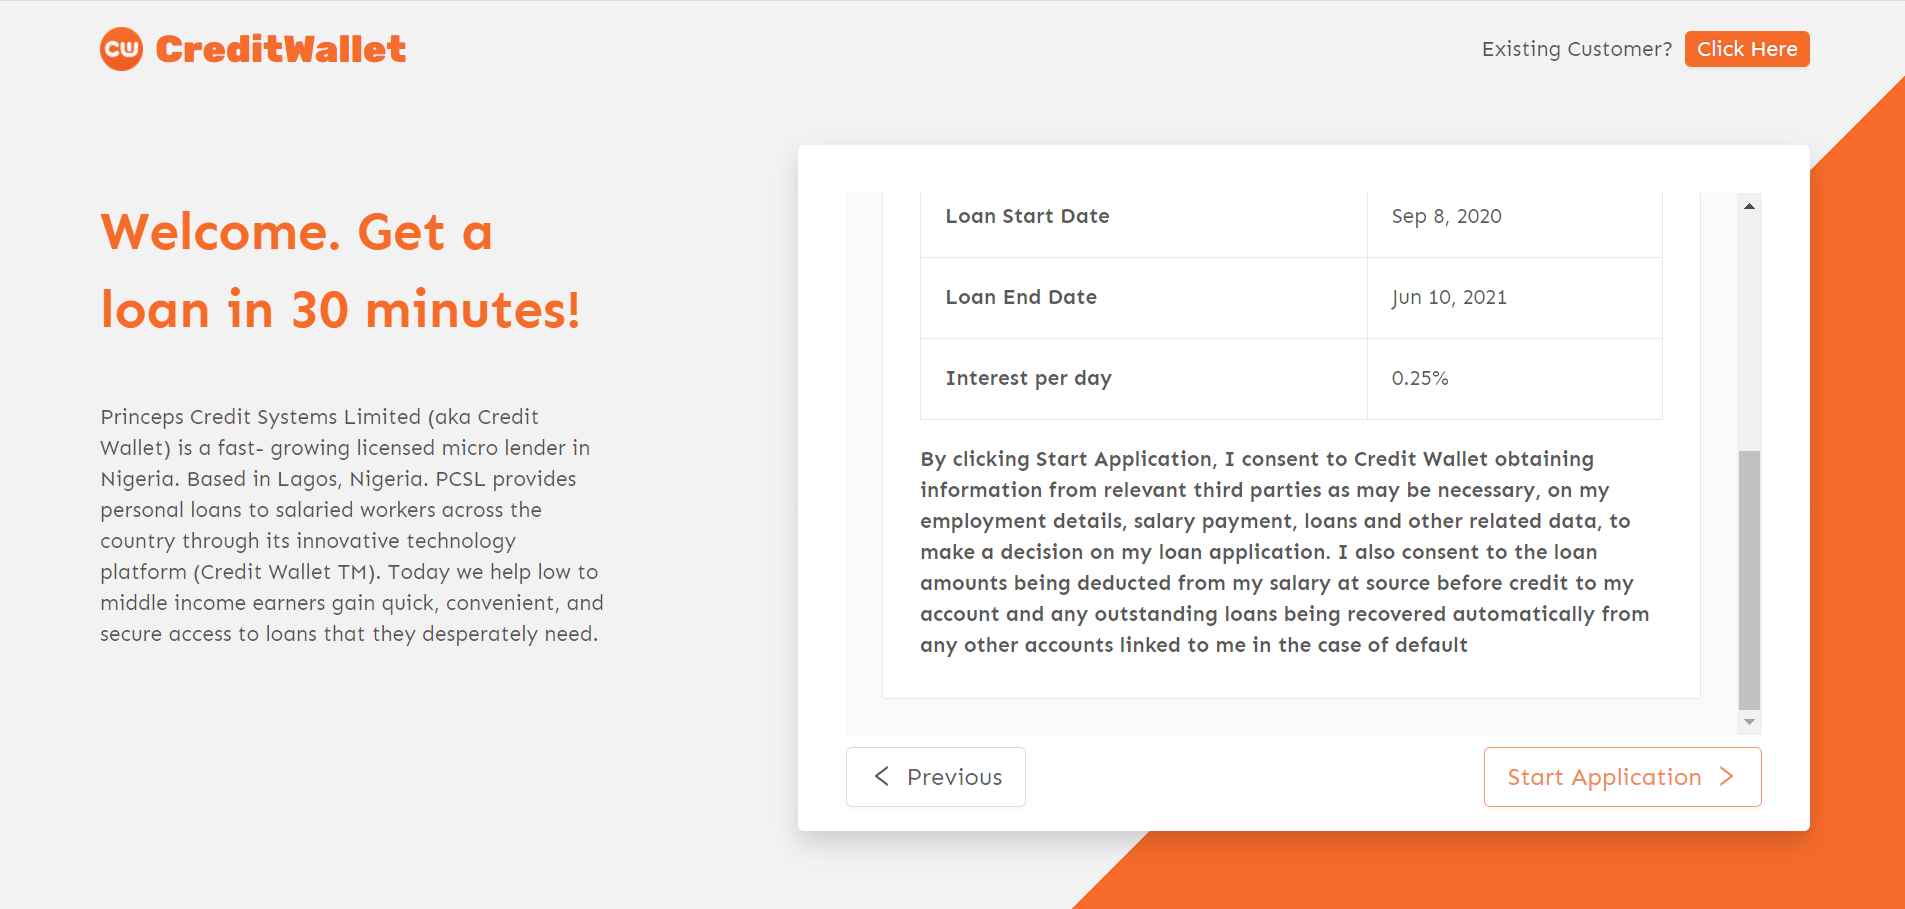 CW CreditWallet
Existing Customer? Click Here
Welcome. Get a
loan in 30 minutes!
Princeps Credit Systems Limited (aka Credit
Wallet) is a fast- growing licensed micro lender in
Nigeria. Based in Lagos, Nigeria. PCSL provides
personal loans to salaried workers across the
country through its innovative technology
platform (Credit Wallet TM). Today we help low to
middle income earners gain quick, convenient, and
secure access to loans that they desperately need.
Loan Start Date Sep 8, 2020
Loan End Date Jun 10, 2021
Interest per day 0.25%
By clicking Start Application, I consent to Credit Wallet obtaining
information from relevant third parties as may be necessary, on my
employment details, salary payment, loans and other related data, to
make a decision on my loan application. I also consent to the loan
amounts being deducted from my salary at source before credit to my
account and any outstanding loans being recovered automatically from
any other accounts linked to me in the case of default
Previous
Start Application